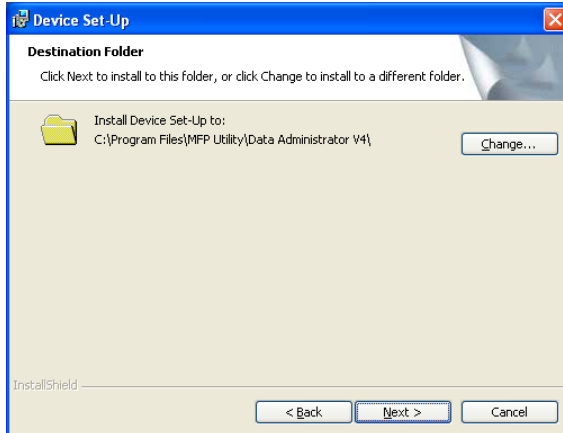 Device Set-Up
Destination Folder
Click Next to install to this folder, or click Change to install to a different folder.
Install Device Set-Up to:
C:\Program Files\MFP Utility\Data Administrator V4\
Change...
InstallShield
< Back
Next >
Cancel